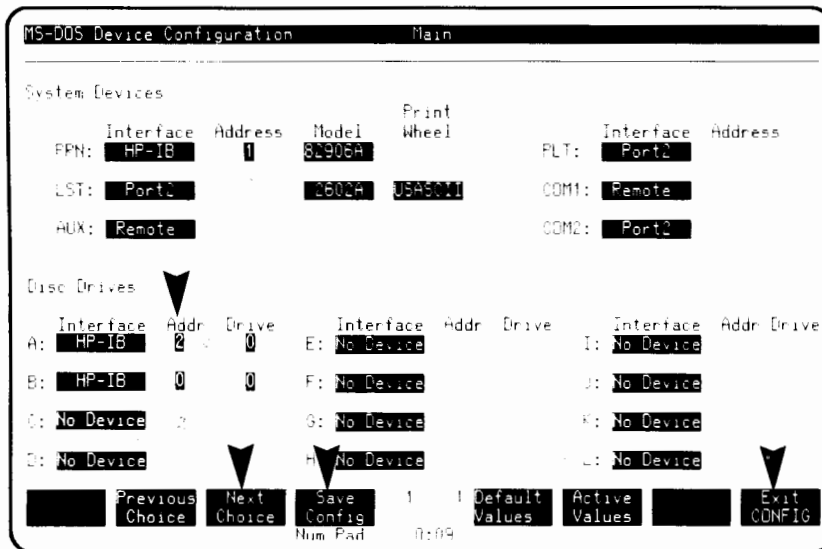 MS-DOS Device Configuration Main
System Devices
Print
Interface Address Model Wheel Interface Address
PRN: HP-IB 1 82906A PLT: Port2
LST: Port2 2602A USASCII COM1: Remote
AUX: Remote COM2: Port2
Disc Drives
Interface Addr Drive Interface Addr Drive Interface Addr Drive
A: HP-IB 2 0 E: No Device I: No Device
B: HP-IB 0 0 F: No Device J: No Device
C: No Device G: No Device K: No Device
D: No Device H: No Device L: No Device
Previous Next Save 1 1 Default Active Exit
Choice Choice Config Values Values CONFIG
Num Pad 0:09